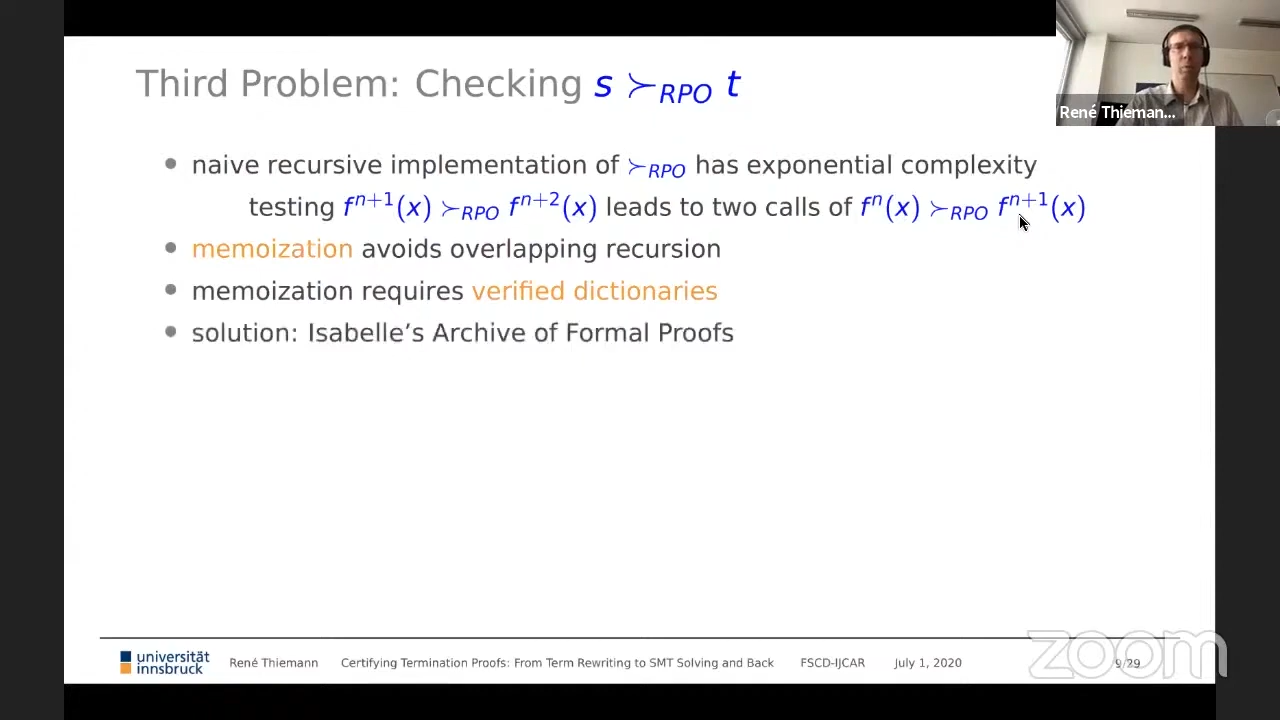 Third Problem: Checking s ≻RPO t
René Thieman...
naive recursive implementation of ≻RPO has exponential complexity
testing fⁿ⁺¹(x) ≻RPO fⁿ⁺²(x) leads to two calls of fⁿ(x) ≻RPO fⁿ⁺¹(x)
memoization avoids overlapping recursion
memoization requires verified dictionaries
solution: Isabelle’s Archive of Formal Proofs
universität
innsbruck
René Thiemann Certifying Termination Proofs: From Term Rewriting to SMT Solving and Back FSCD-IJCAR July 1, 2020 9/29
zoom